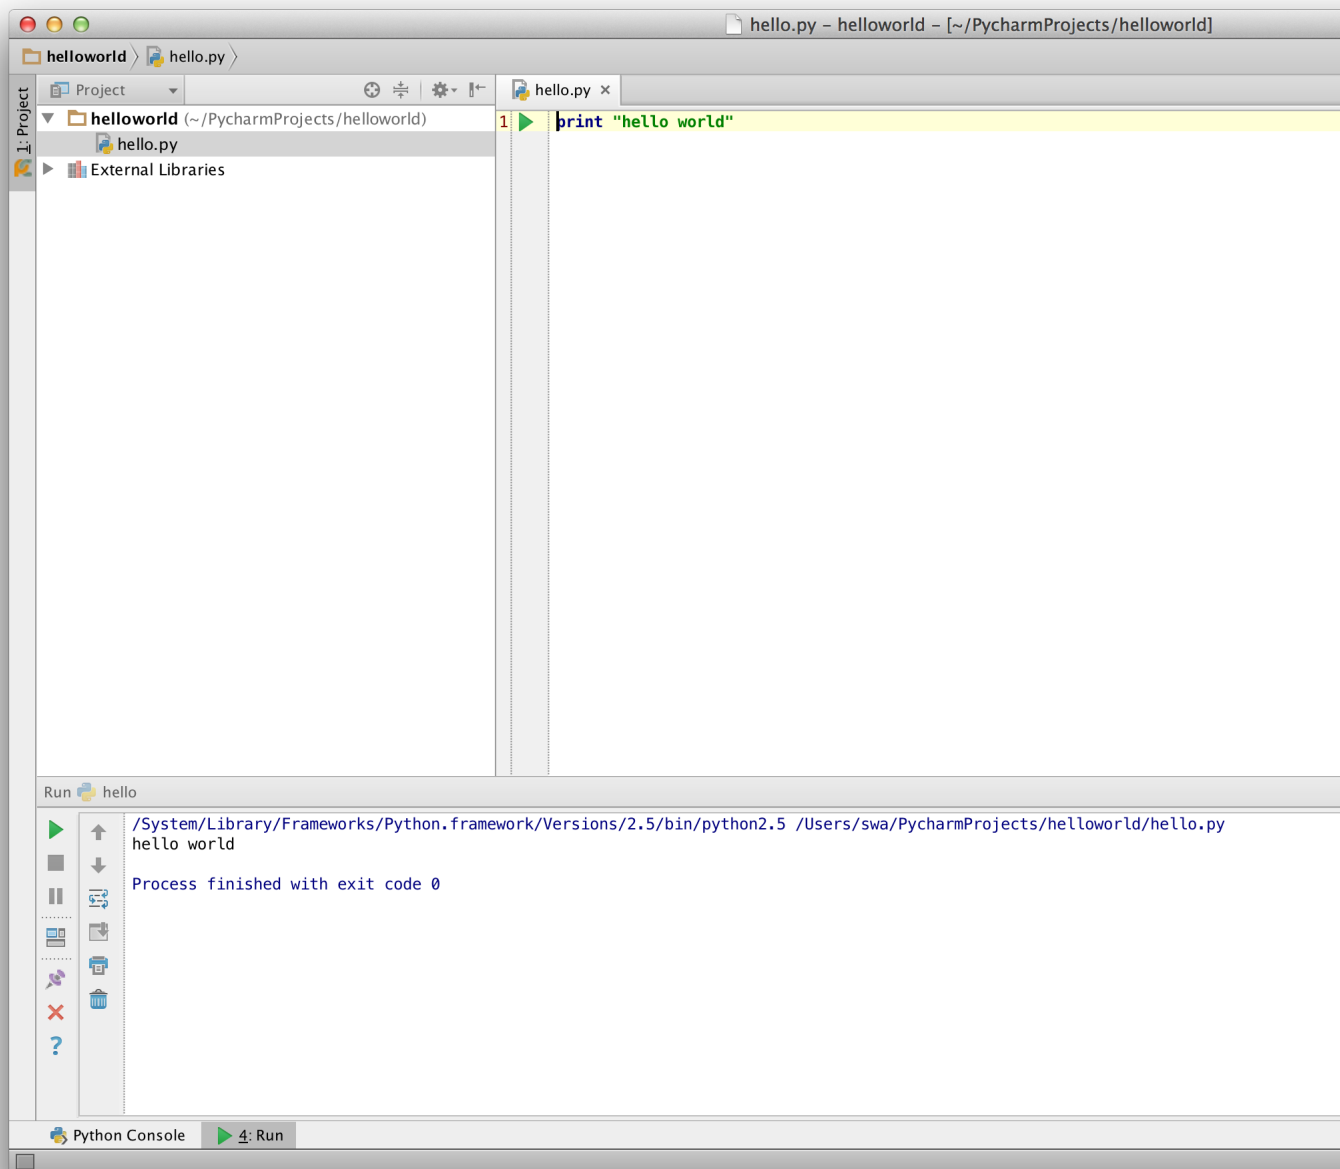 hello.py – helloworld – [~/PycharmProjects/helloworld]
helloworld hello.py
1: Project
Project
hello.py
helloworld (~/PycharmProjects/helloworld)
hello.py
External Libraries
1 print "hello world"
Run hello
/System/Library/Frameworks/Python.framework/Versions/2.5/bin/python2.5 /Users/swa/PycharmProjects/helloworld/hello.py
hello world
Process finished with exit code 0
Python Console 4: Run